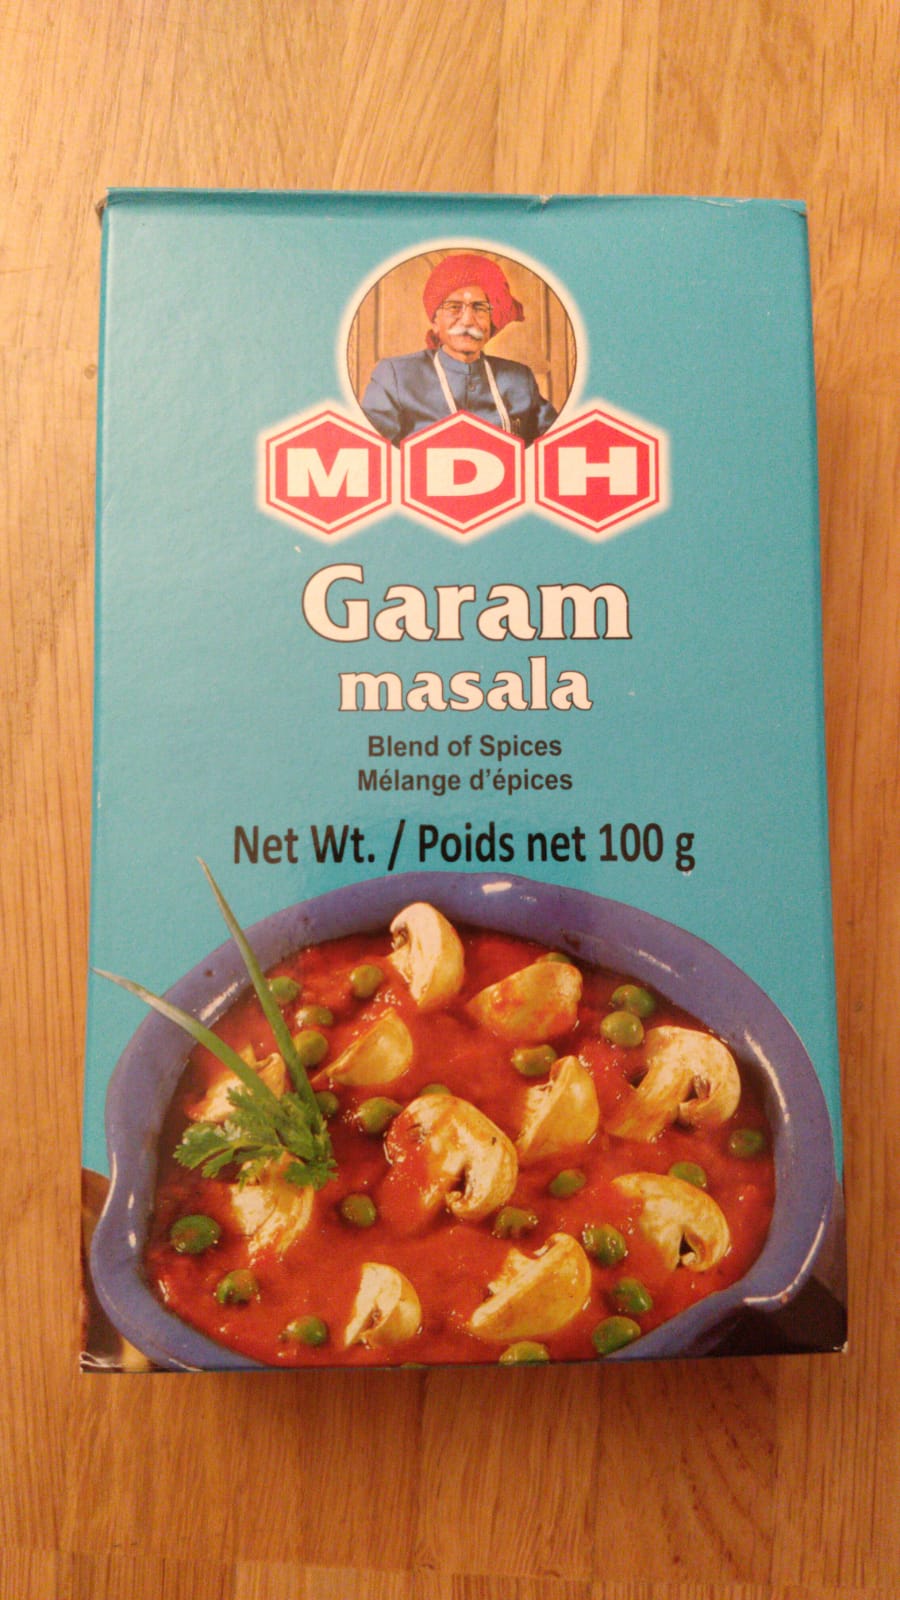 MDH
Garam
masala
Blend of Spices
Mélange d'épices
Net Wt. / Poids net 100 g